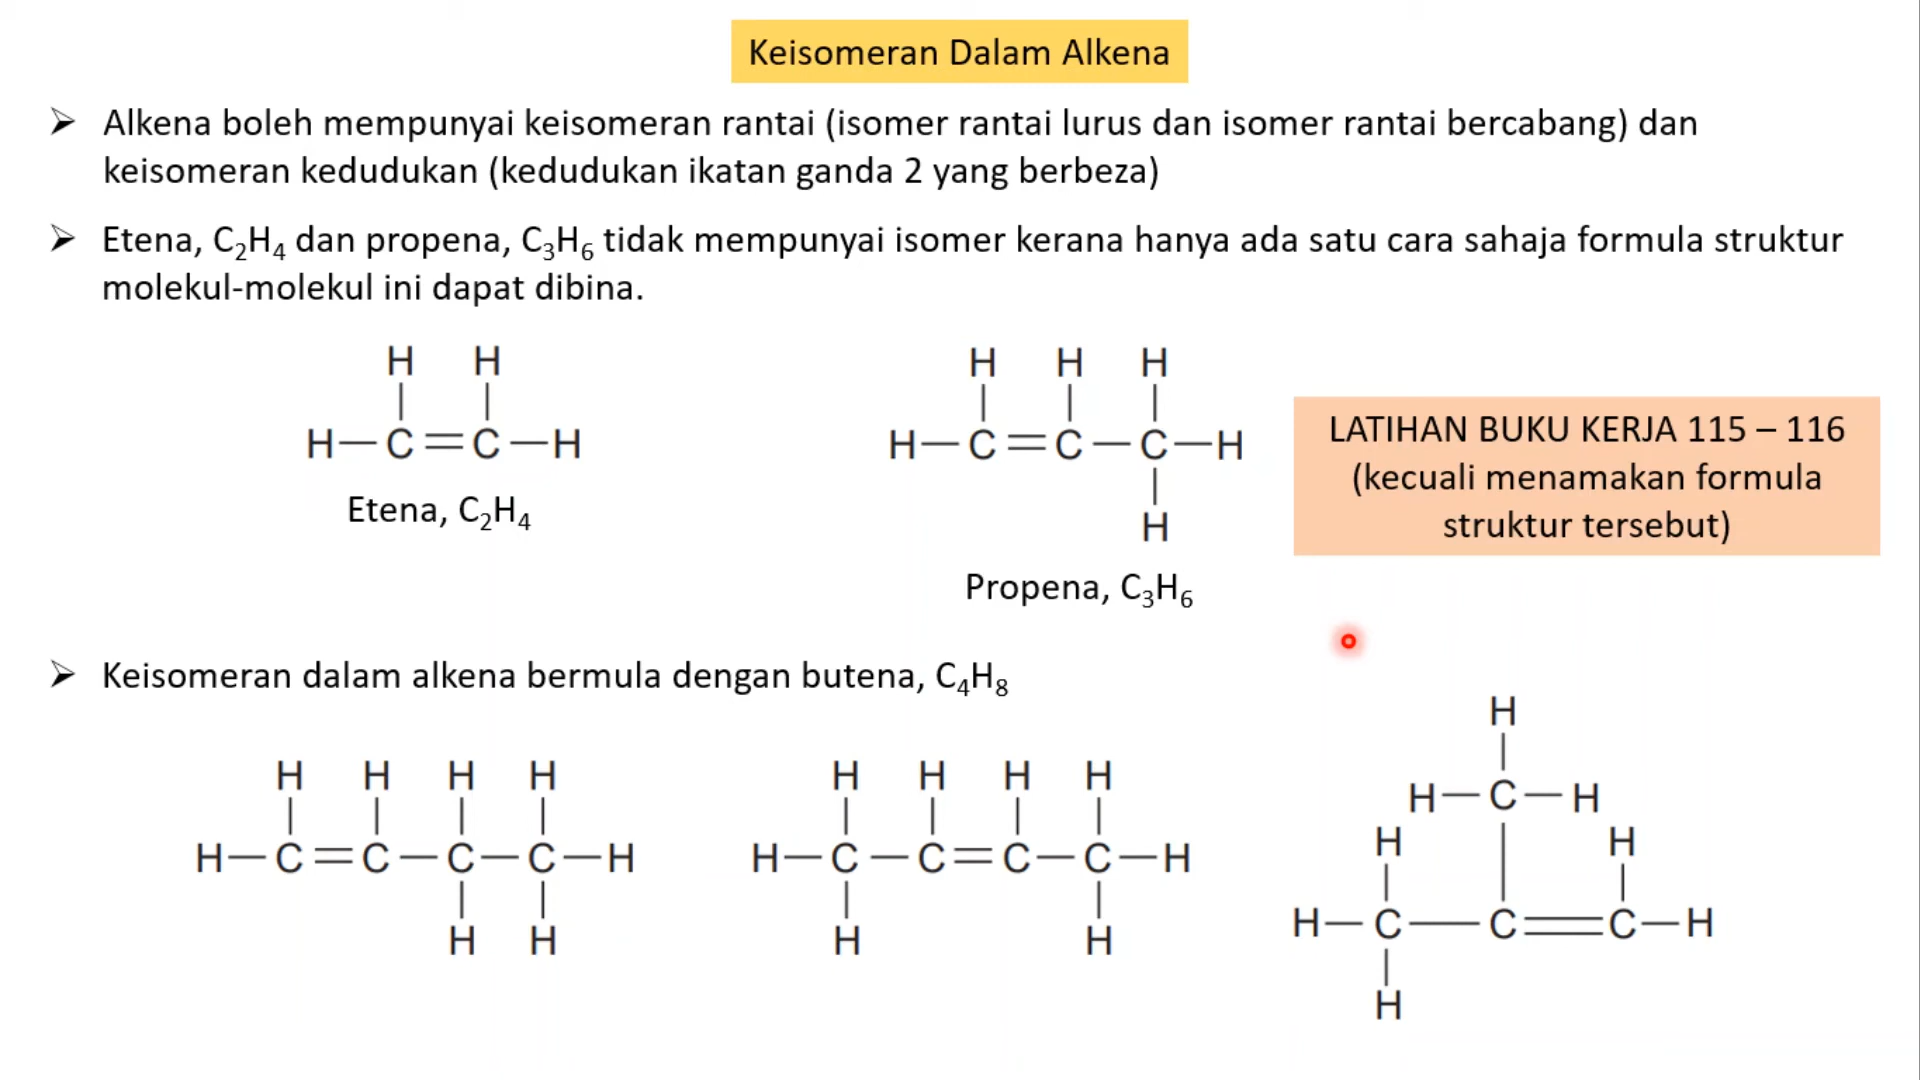 Keisomeran Dalam Alkena
➢ Alkena boleh mempunyai keisomeran rantai (isomer rantai lurus dan isomer rantai bercabang) dan
keisomeran kedudukan (kedudukan ikatan ganda 2 yang berbeza)
➢ Etena, C₂H₄ dan propena, C₃H₆ tidak mempunyai isomer kerana hanya ada satu cara sahaja formula struktur
molekul-molekul ini dapat dibina.
H H
H—C=C—H
Etena, C₂H₄
H H H
H—C=C—C—H
H
Propena, C₃H₆
LATIHAN BUKU KERJA 115 – 116
(kecuali menamakan formula
struktur tersebut)
➢ Keisomeran dalam alkena bermula dengan butena, C₄H₈
H H H H
H—C=C—C—C—H
H H
H H H H
H—C—C=C—C—H
H H
H
H—C—H
H H
H—C—C=C—H
H